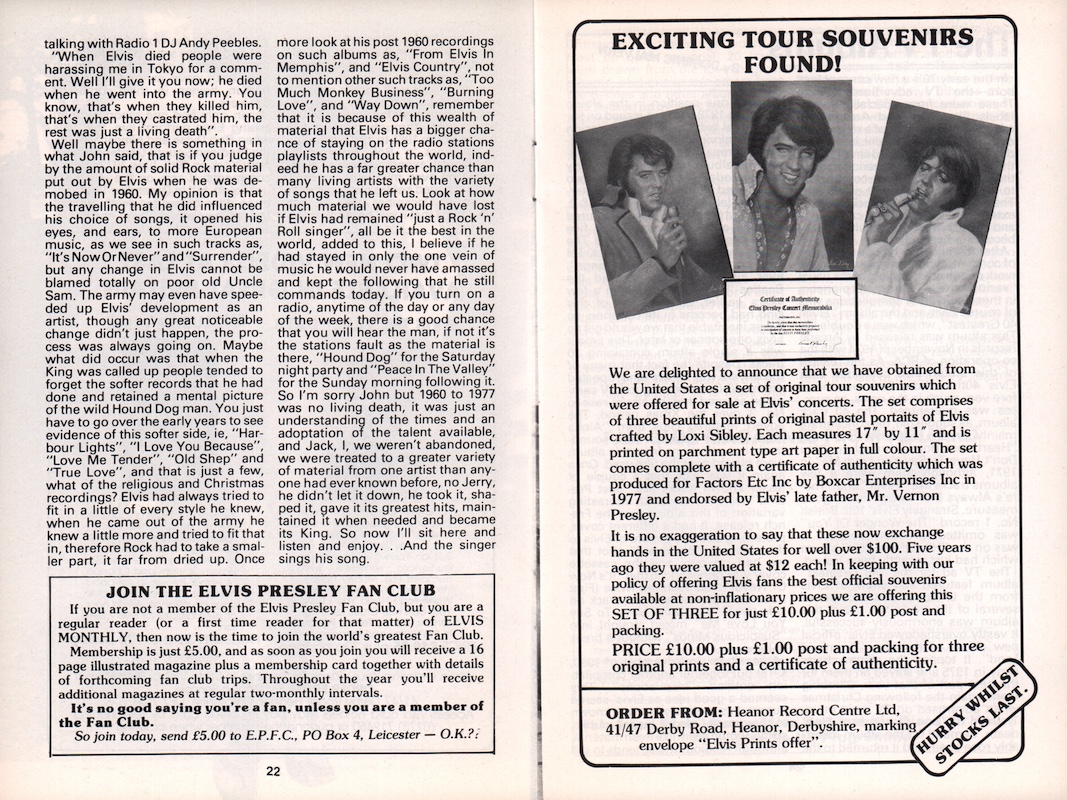 talking with Radio 1 DJ Andy Peebles.
"When Elvis died people were
harassing me in Tokyo for a comm-
ent. Well I'll give it you now; he died
when he went into the army. You
know, that's when they killed him,
that's when they castrated him, the
rest was just a living death".
Well maybe there is something in
what John said, that is if you judge
by the amount of solid Rock material
put out by Elvis when he was de-
mobed in 1960. My opinion is that
the travelling that he did influenced
his choice of songs, it opened his
eyes, and ears, to more European
music, as we see in such tracks as,
"It's Now Or Never" and "Surrender",
but any change in Elvis cannot be
blamed totally on poor old Uncle
Sam. The army may even have spee-
ded up Elvis' development as an
artist, though any great noticeable
change didn't just happen, the pro-
cess was always going on. Maybe
what did occur was that when the
King was called up people tended to
forget the softer records that he had
done and retained a mental picture
of the wild Hound Dog man. You just
have to go over the early years to see
evidence of this softer side, ie, "Har-
bour Lights", "I Love You Because",
"Love Me Tender", "Old Shep" and
"True Love", and that is just a few,
what of the religious and Christmas
recordings? Elvis had always tried to
fit in a little of every style he knew,
when he came out of the army he
knew a little more and tried to fit that
in, therefore Rock had to take a smal-
ler part, it far from dried up. Once
more look at his post 1960 recordings
on such albums as, "From Elvis In
Memphis", and "Elvis Country", not
to mention other such tracks as, "Too
Much Monkey Business", "Burning
Love", and "Way Down", remember
that it is because of this wealth of
material that Elvis has a bigger cha-
nce of staying on the radio stations
playlists throughout the world, ind-
eed he has a far greater chance than
many living artists with the variety
of songs that he left us. Look at how
much material we would have lost
if Elvis had remained "just a Rock 'n'
Roll singer", all be it the best in the
world, added to this, I believe if he
had stayed in only the one vein of
music he would never have amassed
and kept the following that he still
commands today. If you turn on a
radio, anytime of the day or any day
of the week, there is a good chance
that you will hear the man, if not it's
the stations fault as the material is
there, "Hound Dog" for the Saturday
night party and "Peace In The Valley"
for the Sunday morning following it.
So I'm sorry John but 1960 to 1977
was no living death, it was just an
understanding of the times and an
adoption of the talent available,
and Jack, I, we weren't abandoned,
we were treated to a greater variety
of material from one artist than any-
one had ever known before, no Jerry,
he didn't let it down, he took it, sha-
ped it, gave it its greatest hits, main-
tained it when needed and became
its King. So now I'll sit here and
listen and enjoy. . .And the singer
sings his song.
JOIN THE ELVIS PRESLEY FAN CLUB
If you are not a member of the Elvis Presley Fan Club, but you are a
regular reader (or a first time reader for that matter) of ELVIS
MONTHLY, then now is the time to join the world's greatest Fan Club.
Membership is just £5.00, and as soon as you join you will receive a 16
page illustrated magazine plus a membership card together with details
of forthcoming fan club trips. Throughout the year you'll receive
additional magazines at regular two-monthly intervals.
It's no good saying you're a fan, unless you are a member of
the Fan Club.
So join today, send £5.00 to E.P.F.C., PO Box 4, Leicester — O.K.?
22
EXCITING TOUR SOUVENIRS
FOUND!
Certificate of Authenticity
Elvis Presley Concert Memorabilia
We are delighted to announce that we have obtained from
the United States a set of original tour souvenirs which
were offered for sale at Elvis' concerts. The set comprises
of three beautiful prints of original pastel portaits of Elvis
crafted by Loxi Sibley. Each measures 17″ by 11″ and is
printed on parchment type art paper in full colour. The set
comes complete with a certificate of authenticity which was
produced for Factors Etc Inc by Boxcar Enterprises Inc in
1977 and endorsed by Elvis' late father, Mr. Vernon
Presley.
It is no exaggeration to say that these now exchange
hands in the United States for well over $100. Five years
ago they were valued at $12 each! In keeping with our
policy of offering Elvis fans the best official souvenirs
available at non-inflationary prices we are offering this
SET OF THREE for just £10.00 plus £1.00 post and
packing.
PRICE £10.00 plus £1.00 post and packing for three
original prints and a certificate of authenticity.
ORDER FROM: Heanor Record Centre Ltd,
41/47 Derby Road, Heanor, Derbyshire, marking
envelope "Elvis Prints offer".
HURRY WHILST
STOCKS LAST.